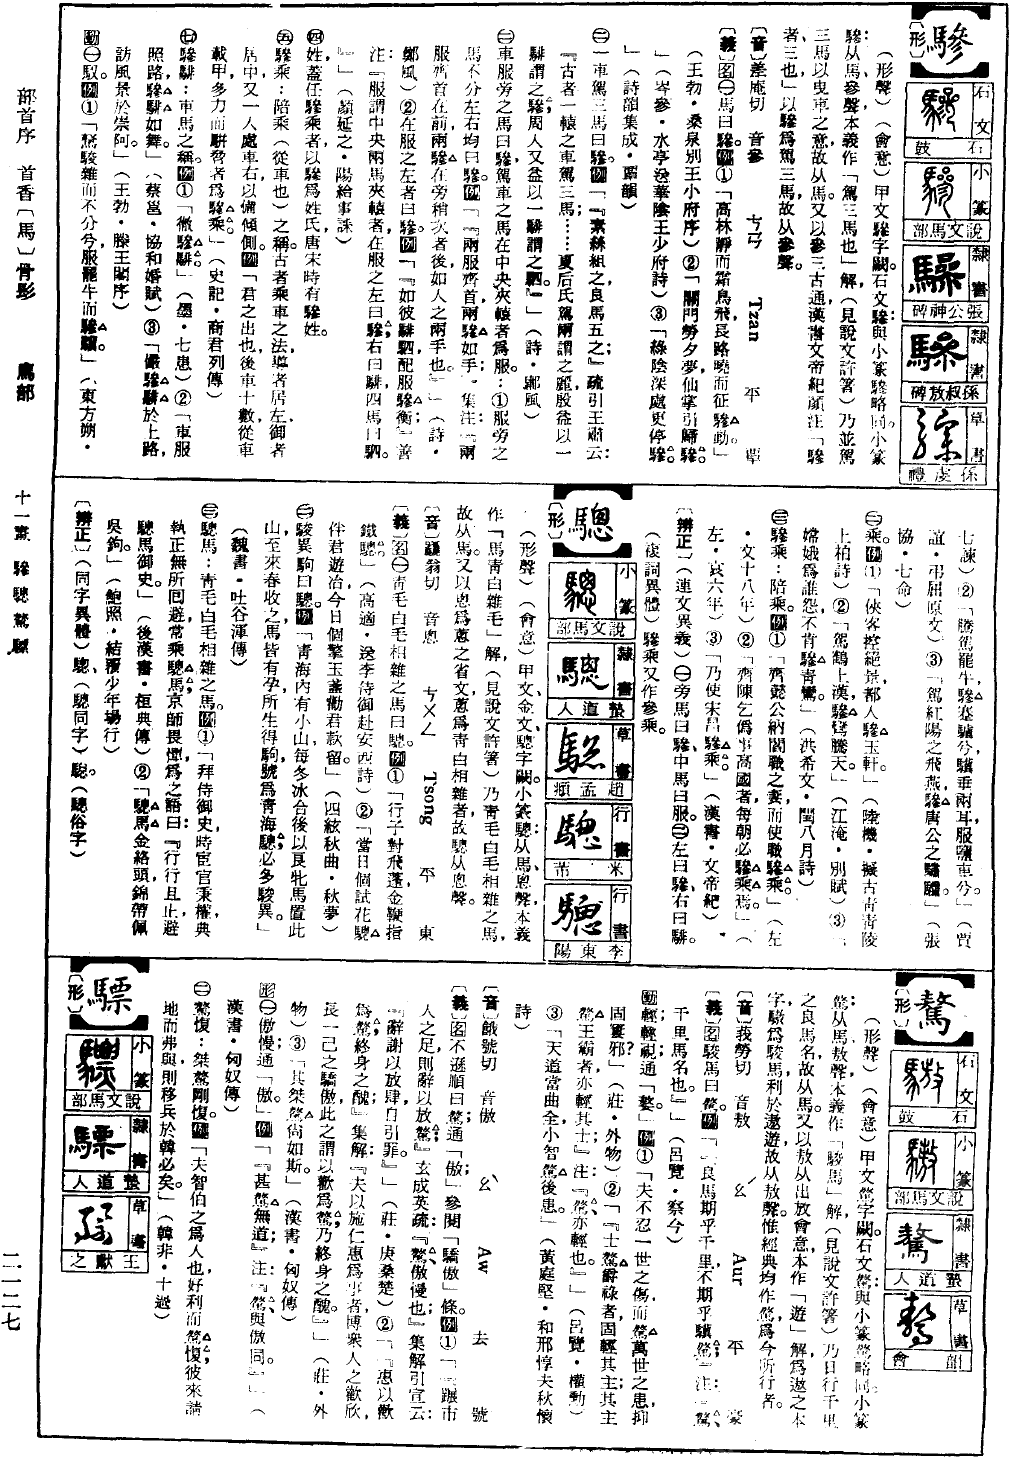 驂
〔形〕
石文 石鼓
小篆 說文馬部
隸書 張公神碑
隸書 孫叔敖碑
草書 孫虔禮
（形聲）（會意）甲文驂字闕。石文驂：與小篆驂略同。小篆
驂：从馬、參聲，本義作「駕三馬也」解，（見說文許箸）乃並駕
三馬以曳車之意，故从馬。又以參三古通，漢書文帝紀顏注「驂
者三也」以驂爲駕三馬，故从參聲。
〔音〕差庵切 音參 ㄘㄢ Tzan 平 覃
〔義〕名㊀馬曰驂。例①「高林靜而霜鳥飛，長路曉而征驂動」
（王勃・桑泉別王小府序）②「關門勞夕夢，仙掌引歸驂。
」（岑參・水亭送華陰王少府詩）③「綠陰深處更停驂。
」（詩韻集成・覃韻）
㊁一車駕三馬曰驂。例「『素絲組之，良馬五之』疏引王肅云：
『古者一轅之車駕三馬；……夏后氏駕兩謂之麗，殷益以一
騑謂之驂；周人又益以一騑謂之駟。』」（詩・鄘風）
㊂車服旁之馬曰驂。駕車之馬在中央夾轅者爲服：①服旁之
馬不分左右均曰驂。例「『兩服齊首，兩驂如手』集注：『兩
服齊首在前，兩驂在旁稍次者後，如人之兩手也。』」（詩・
鄭風）②在服之左者曰驂。例「『如彼騑駟，配服驂衡』善
注：『服謂中央兩馬夾轅者，在服之左曰驂，右曰騑，四馬曰駟。
』」（顏延之・陽給事誄）
㊃姓，蓋任驂乘者以驂爲姓氏，唐宋時有驂姓。
㊄驂乘：陪乘（從車也）之稱。古者乘車之法，導者居左，御者
居中，又一人處車右，以備傾側。例「君之出也，後車十數，從車
載甲，多力而駢脅者爲驂乘」（史記・商君列傳）
㊆驂騑：車馬之稱。例①「徹驂騑」（墨・七患）②「車服
照路，驂騑如舞」（蔡邕・協和婚賦）③「儼驂騑於上路，
訪風景於崇阿。」（王勃・滕王閣序）
動㊀馭。例①「駕駿雜而不分兮，服罷牛而驂驥」（東方朔・
七諫）②「騰駕罷牛，驂蹇驢兮，驥垂兩耳，服鹽車兮。」（賈
誼・弔屈原文）③「駕紅陽之飛燕，驂唐公之驌驦」（張
協・七命）
㊁乘。例①「俠客控絕景，都人驂玉軒」（陸機・擬古青青陵
上柏詩）②「駕鶴上漢，驂鸞騰天」（江淹・別賦）③「
嫦娥爲誰怨，不肯驂青鸞。」（洪希文・閏八月詩）
㊂驂乘：陪乘。例①「齊懿公納閻職之妻而使職驂乘。」（左
・文十八年）②「齊陳乞僞事高國者，每朝必驂乘焉」（
左・哀六年）③「乃使宋昌驂乘」（漢書・文帝紀）
〔辨正〕（連文異義）㊀旁馬曰驂，中馬曰服。㊁左曰驂，右曰騑。
（複詞異體）驂乘又作參乘。
驄
〔形〕
小篆 說文馬部
隸書 蟄道人
草書 趙孟頫
行書 米芾
行書 李東陽
（形聲）（會意）甲文、金文驄字闕。小篆驄：从馬、悤聲，本義
作「馬青白雜毛」解，（見說文許箸）乃靑毛白毛相雜之馬，
故从馬。又以悤爲蔥之省文，蔥爲靑白相雜者，故驄从悤聲。
〔音〕麤翁切 音悤 ㄘㄨㄥ Tsong 平 東
〔義〕名㊀靑毛白毛相雜之馬曰驄。例①「行子對飛蓬，金鞭指
鐵驄。」（高適・送李侍御赴安西詩）②「當日個試花驄，
伴君遊冶，今日個擎玉盞勸君款留。」（四絃秋曲・秋夢）
㊁駿異駒曰驄。例「靑海內有小山，每冬冰合後，以良牝馬置此
山，至來春收之，馬皆有孕，所生得駒，號爲靑海驄，必多駿異。」
（魏書・吐谷渾傳）
㊂驄馬：靑毛白毛相雜之馬。例①「拜侍御史，時宦官秉權，典
執正無所回避，常乘驄馬，京師畏憚，爲之語曰『行行且止，避
驄馬御史。』」（後漢書・桓典傳）②「驄馬金絡頭，錦帶佩
吳鉤。」（鮑照・結客少年場行）
〔辨正〕（同字異體）驄、（驄同字）騘。（驄俗字）
驁
〔形〕
石文 石鼓
小篆 說文馬部
隸書 蟄道人
草書 韻會
（形聲）（會意）甲文驁字闕。石文驁：與小篆驁略同。小篆
驁：从馬、敖聲，本義作「駿馬」解，（見說文許箸）乃日行千里
之良馬名，故从馬。又以敖从出放會意，本作「遊」解，爲遨之本
字，驁爲駿馬，利於遨遊，故从敖聲。惟經典均作驁，爲今所行者。
〔音〕莪勞切 音敖 ㄠˊ Aur 平 豪
〔義〕名駿馬曰驁。例「『良馬期乎千里，不期乎驥驁』注：『驁，
千里馬名也。』」（呂覽・察今）
動輕，輕視，通「嫯」。例①「夫不忍一世之傷而驁萬世之患，抑
固窶邪？」（莊・外物）②「『士驁爵祿者，固輕其主，其主
驁王霸者，亦輕其士』注：『驁亦輕也。』」（呂覽・權勳）
③「天道當曲全，小智驁後患。」（黃庭堅・和邢惇夫秋懷
詩）
〔音〕餓號切 音傲 ㄠˋ Aw 去 號
〔義〕名不遜順曰驁，通「傲」參閱「驕傲」條。例①「『蹍市
人之足，則辭以放驁』玄成英疏：『驁，傲慢也』集解引宣云：
『辭謝以放肆自引罪。』」（莊・庚桑楚）②「『惠以歡
爲驁，終身之醜』集解：『夫以施仁惠爲事者，博衆人之歡欣，
長一己之驕傲，此之謂以歡爲驁，乃終身之醜。』」（莊・外
物）③「其桀驁尚如斯。」（漢書・匈奴傳）
形㊀傲慢，通「傲。」例「『甚驁無道』注：『驁與傲同。』」（
漢書・匈奴傳）
㊁驁愎：桀驁剛愎。例「夫智伯之爲人也，好利而驁愎，彼來請
地而弗與，則移兵於韓必矣。」（韓非・十過）
驃
〔形〕
小篆 說文馬部
隸書 蟄道人
草書 王獻之
部首序 首香〔馬〕骨髟 鳶部
十一畫 驂驄驁驃
二一二七